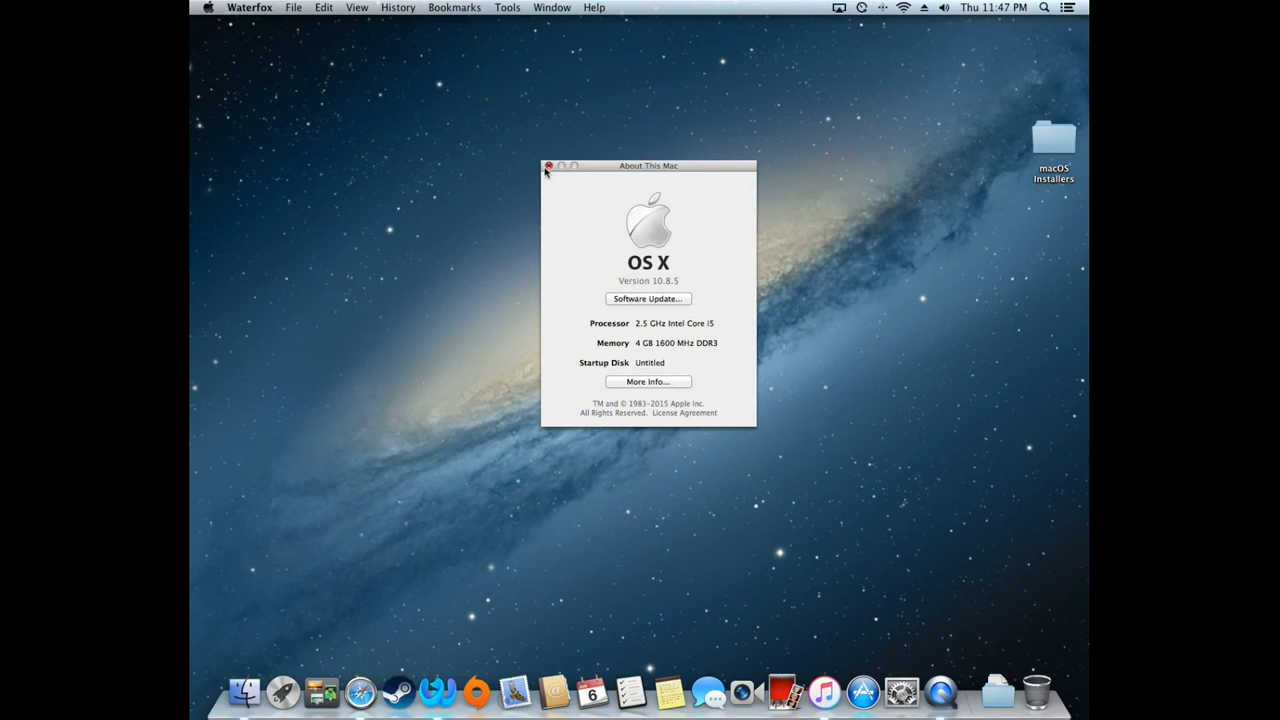 Waterfox File Edit View History Bookmarks Tools Window Help Thu 11:47 PM
macOS
Installers
About This Mac
OS X
Version 10.8.5
Software Update...
Processor 2.5 GHz Intel Core i5
Memory 4 GB 1600 MHz DDR3
Startup Disk Untitled
More Info...
TM and © 1983-2015 Apple Inc.
All Rights Reserved. License Agreement
6